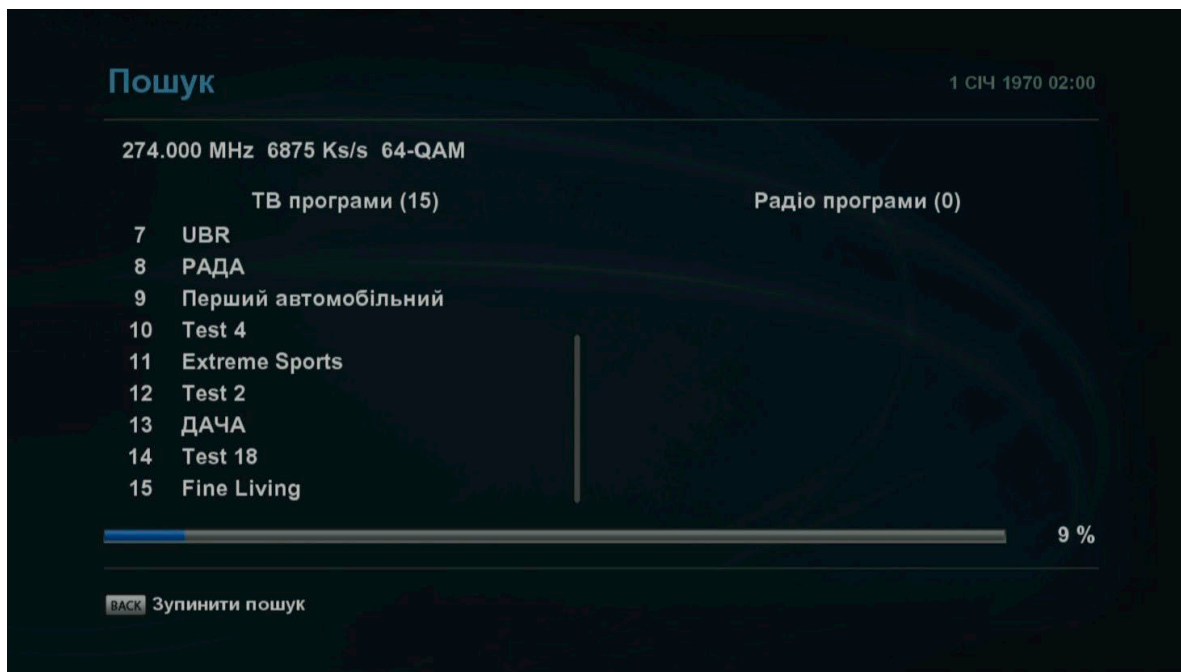 Пошук
1 СІЧ 1970 02:00
274.000 MHz 6875 Ks/s 64-QAM
ТВ програми (15)
Радіо програми (0)
7 UBR
8 РАДА
9 Перший автомобільний
10 Test 4
11 Extreme Sports
12 Test 2
13 ДАЧА
14 Test 18
15 Fine Living
9 %
BACK Зупинити пошук